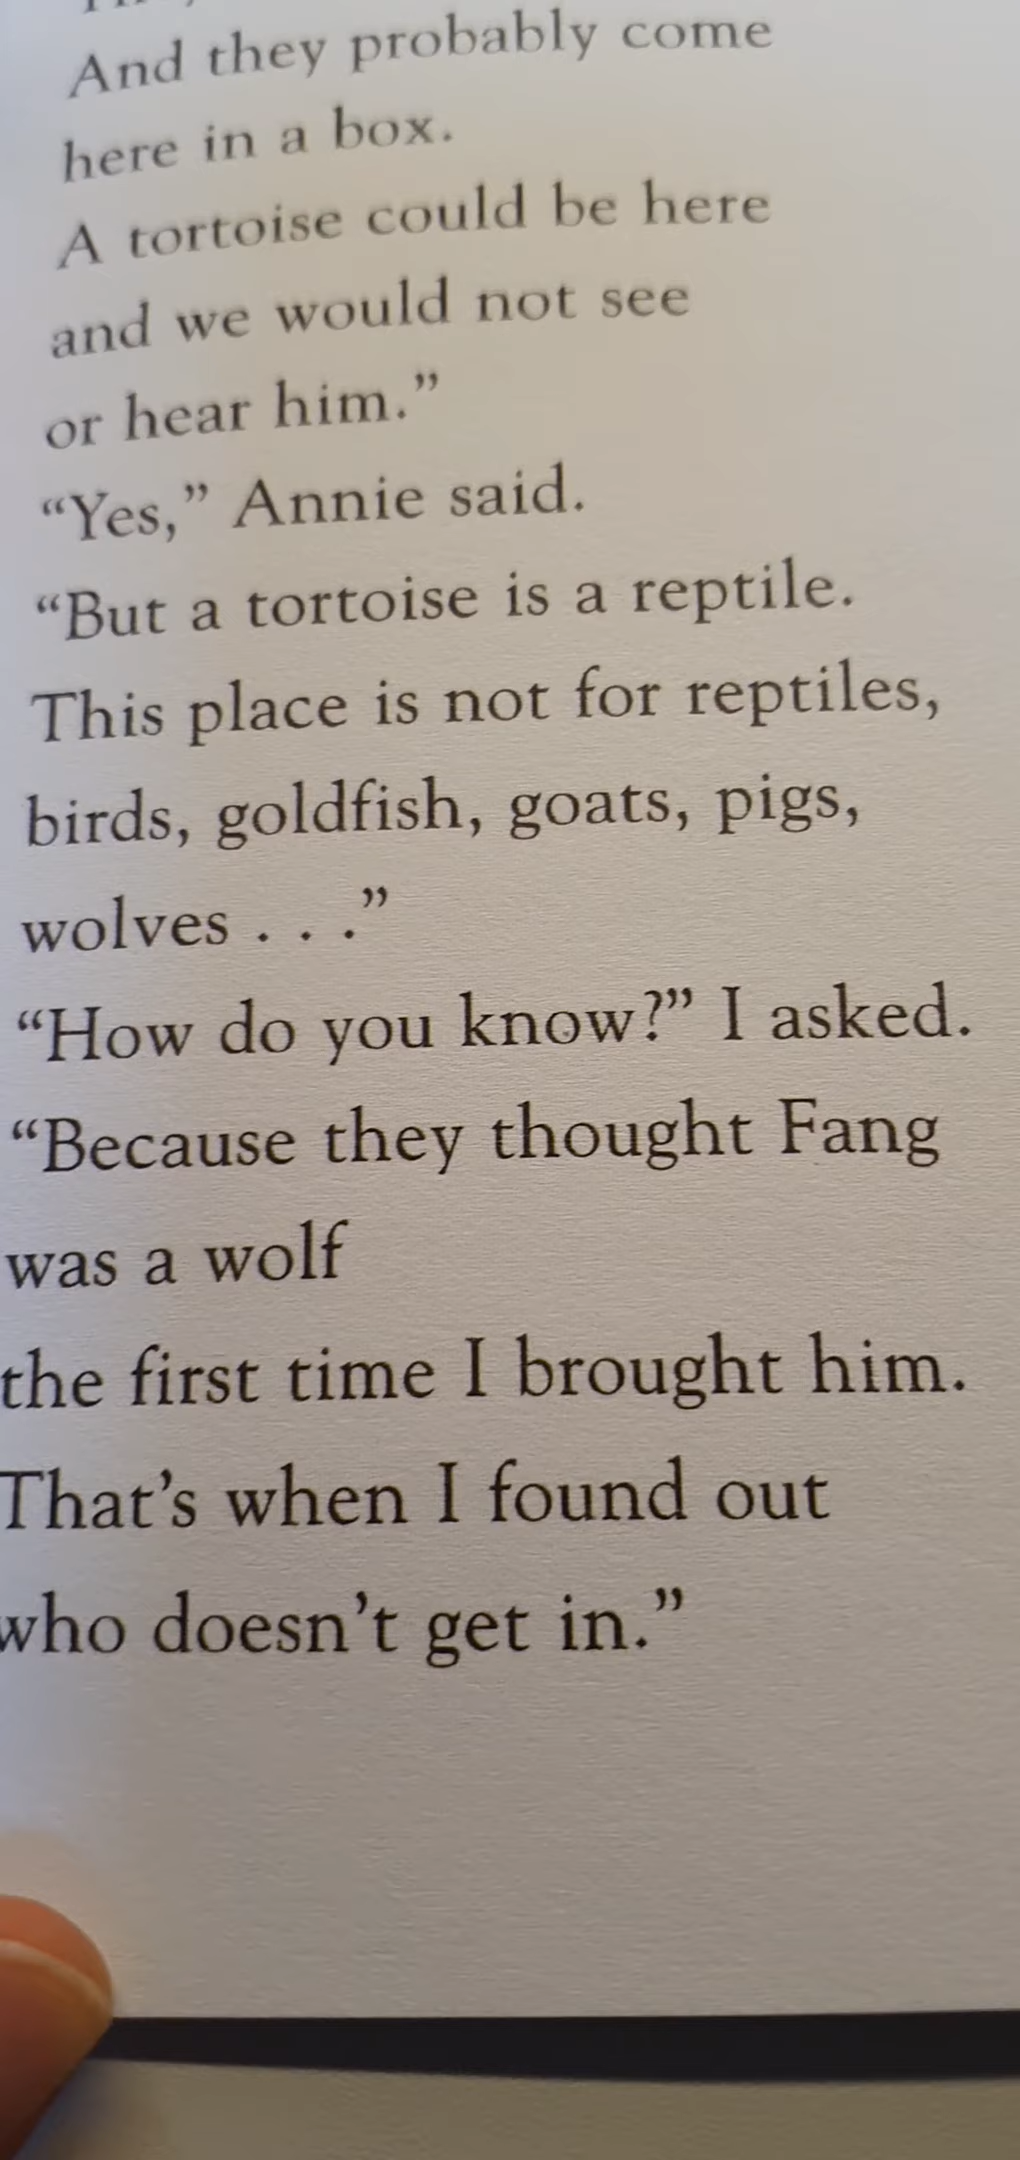 And they probably come
here in a box.
A tortoise could be here
and we would not see
or hear him.”
“Yes,” Annie said.
“But a tortoise is a reptile.
This place is not for reptiles,
birds, goldfish, goats, pigs,
wolves . . .”
“How do you know?” I asked.
“Because they thought Fang
was a wolf
the first time I brought him.
That’s when I found out
who doesn’t get in.”